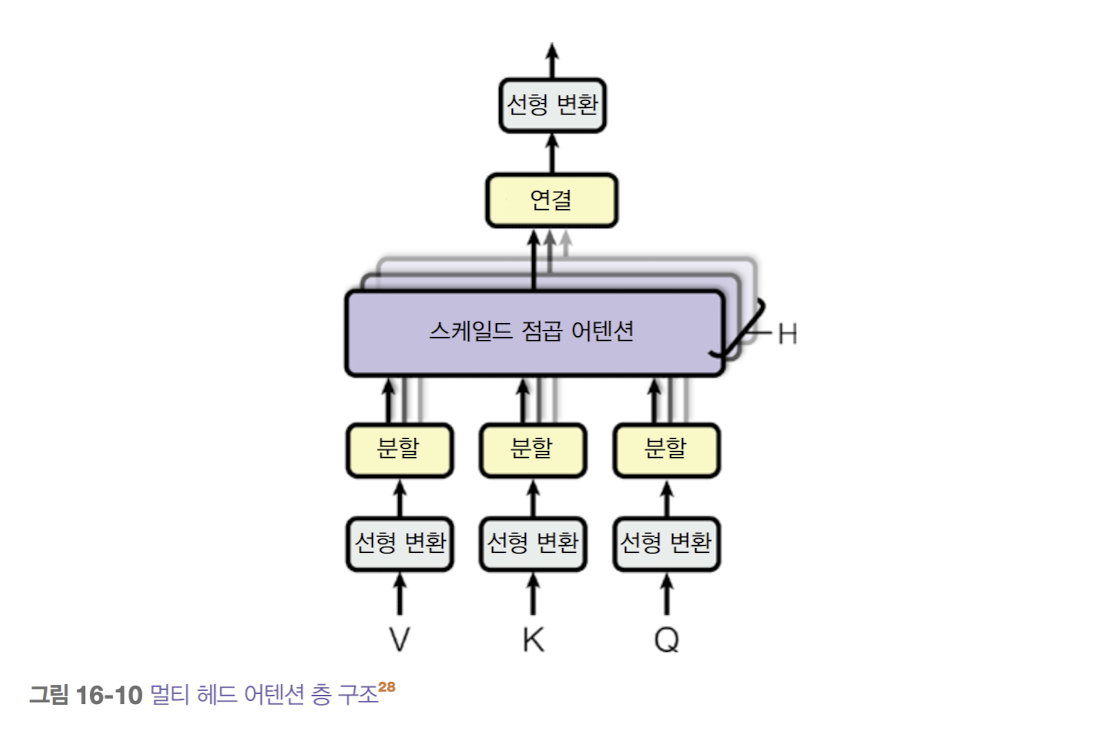 선형 변환
연결
스케일드 점곱 어텐션
H
분할 분할 분할
선형 변환 선형 변환 선형 변환
V K Q
그림 16-10 멀티 헤드 어텐션 층 구조28